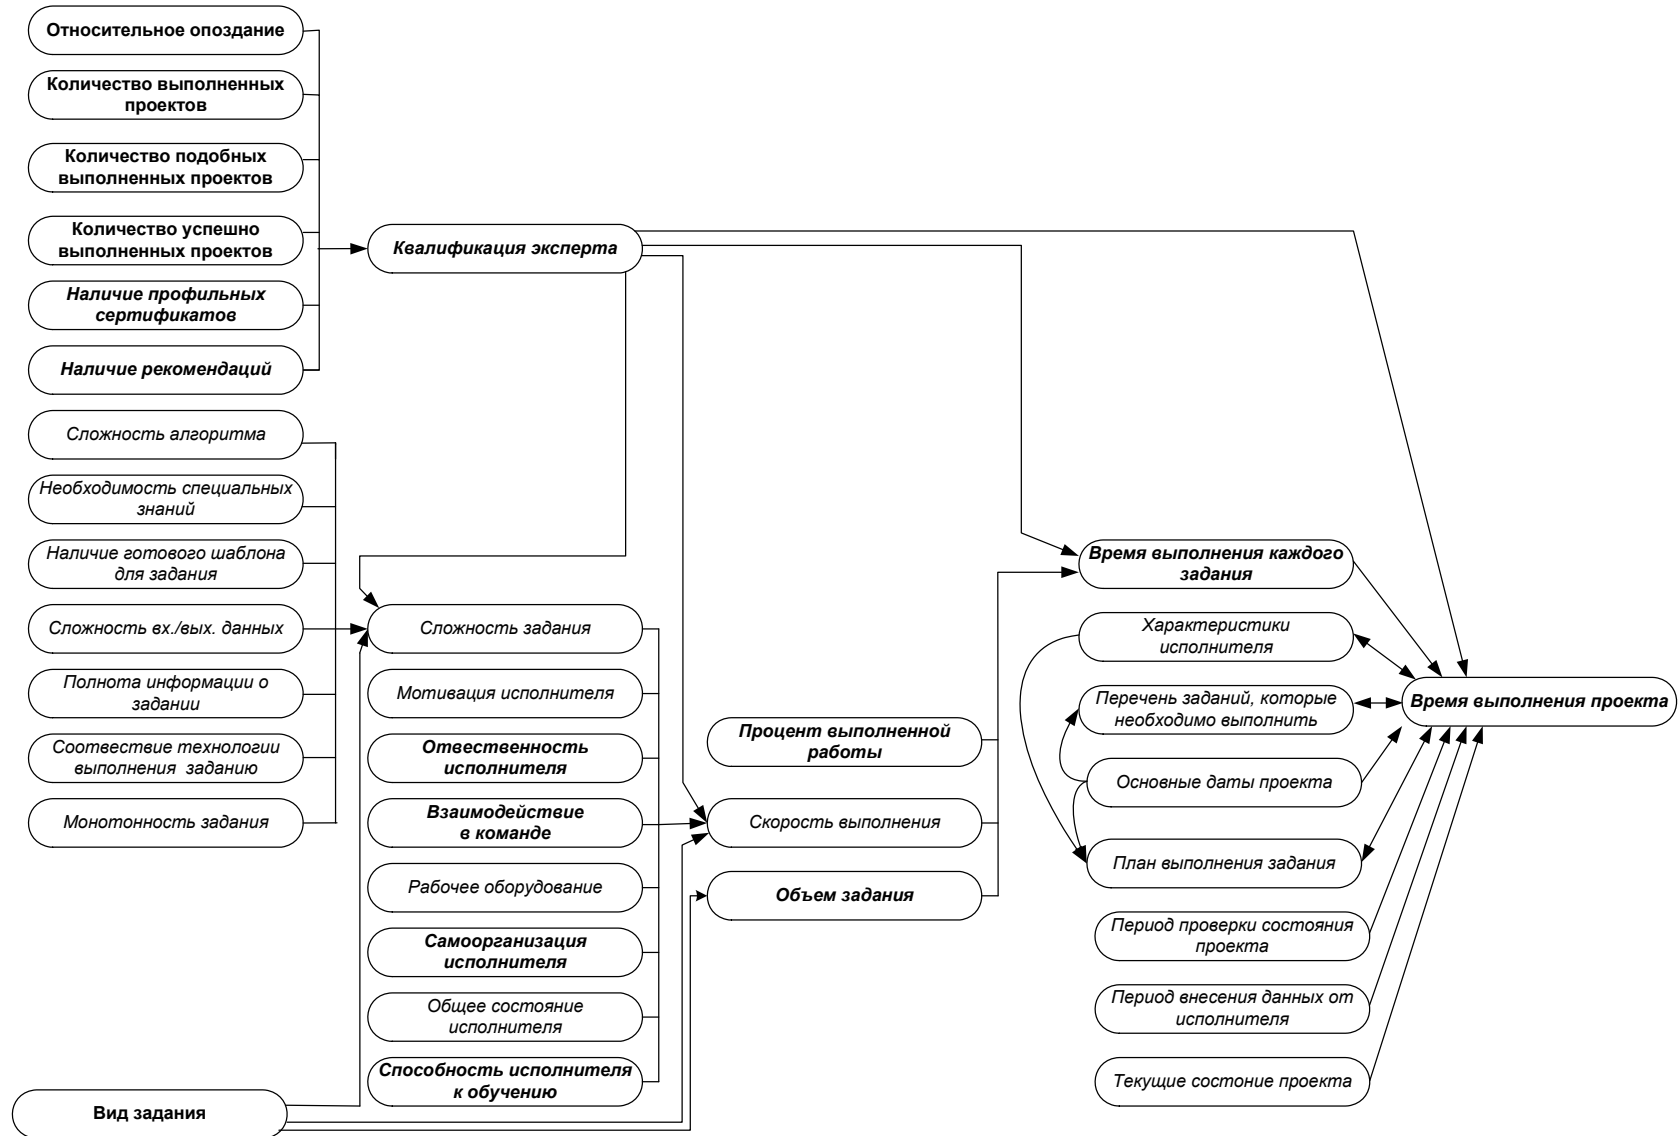 Относительное опоздание
Количество выполненных
проектов
Количество подобных
выполненных проектов
Количество успешно
выполненных проектов
Наличие профильных
сертификатов
Наличие рекомендаций
Сложность алгоритма
Необходимость специальных
знаний
Наличие готового шаблона
для задания
Сложность вх./вых. данных
Полнота информации о
задании
Соотвествие технологии
выполнения заданию
Монотонность задания
Вид задания
Квалификация эксперта
Сложность задания
Мотивация исполнителя
Отвественность
исполнителя
Взаимодействие
в команде
Рабочее оборудование
Самоорганизация
исполнителя
Общее состояние
исполнителя
Способность исполнителя
к обучению
Процент выполненной
работы
Скорость выполнения
Объем задания
Время выполнения каждого
задания
Характеристики
исполнителя
Перечень заданий, которые
необходимо выполнить
Основные даты проекта
План выполнения задания
Период проверки состояния
проекта
Период внесения данных от
исполнителя
Текущие состоние проекта
Время выполнения проекта